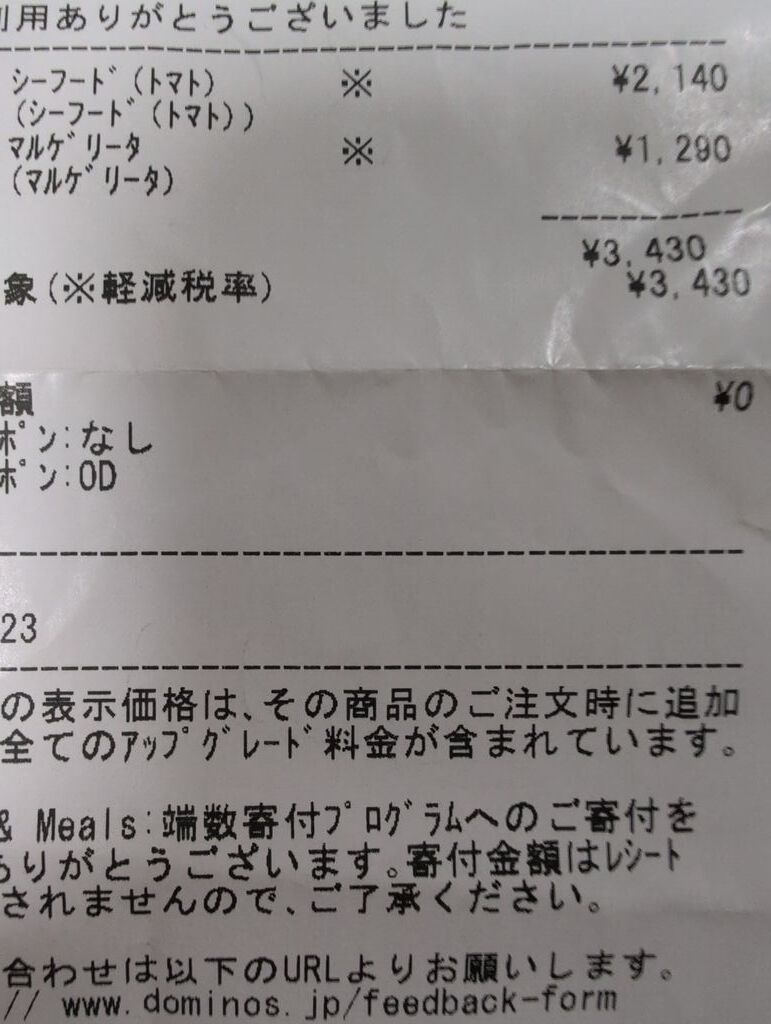 利用ありがとうございました
シーフード(トマト) ※ ¥2,140
(シーフード(トマト))
マルゲリータ ※ ¥1,290
(マルゲリータ)
¥3,430
象(※軽減税率) ¥3,430
額 ¥0
ポン:なし
ポン:OD
23
の表示価格は、その商品のご注文時に追加
全てのアップグレード料金が含まれています。
& Meals:端数寄付プログラムへのご寄付を
ありがとうございます。寄付金額はレシート
されませんので、ご了承ください。
合わせは以下のURLよりお願いします。
// www.dominos.jp/feedback-form